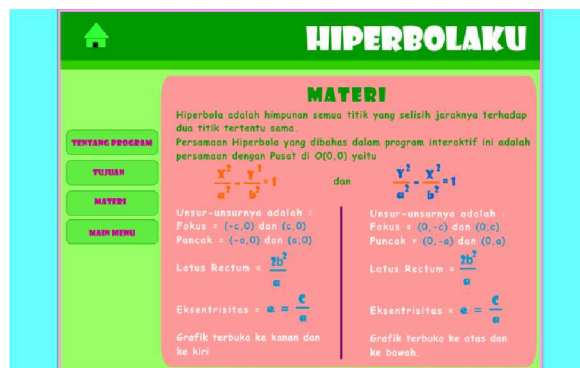 HIPERBOLAKU
TENTANG PROGRAM
TUJUAN
MATERI
MAIN MENU
MATERI
Hiperbola adalah himpunan semua titik yang selisih jaraknya terhadap
dua titik tertentu sama.
Persamaan Hiperbola yang dibahas dalam program interaktif ini adalah
persamaan dengan Pusat di O(0,0) yaitu
X²/a² - Y²/b² = 1 dan Y²/a² - X²/b² = 1
Unsur-unsurnya adalah :
Fokus = (-c,0) dan (c,0)
Puncak = (-a,0) dan (a,0)
Latus Rectum = 2b²/a
Eksentrisitas = e = c/a
Grafik terbuka ke kanan dan
ke kiri
Unsur-unsurnya adalah :
Fokus = (0,-c) dan (0,c)
Puncak = (0,-a) dan (0,a)
Latus Rectum = 2b²/a
Eksentrisitas = e = c/a
Grafik terbuka ke atas dan
ke bawah.